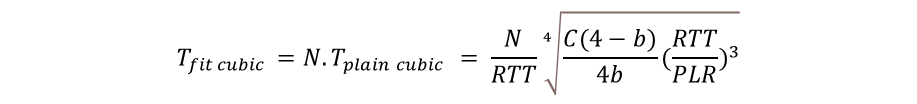 T_{fit cubic} = N.T_{plain cubic} = \frac{N}{RTT} \sqrt[4]{\frac{C(4-b)}{4b}(\frac{RTT}{PLR})^3}